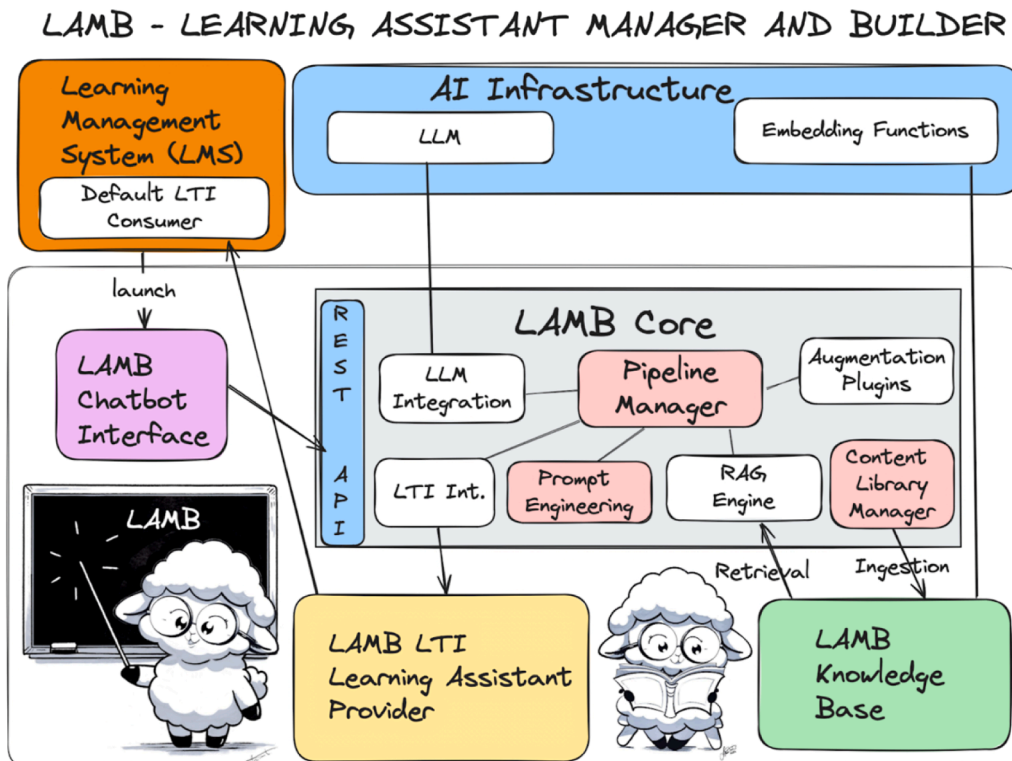 LAMB - LEARNING ASSISTANT MANAGER AND BUILDER
Learning
Management
System (LMS)
Default LTI
Consumer
AI Infrastructure
LLM
Embedding Functions
launch
LAMB
Chatbot
Interface
REST API
LAMB Core
LLM
Integration
Pipeline
Manager
Augmentation
Plugins
LTI Int.
Prompt
Engineering
RAG
Engine
Content
Library
Manager
Retrieval
Ingestion
LAMB
LAMB LTI
Learning Assistant
Provider
LAMB
Knowledge
Base